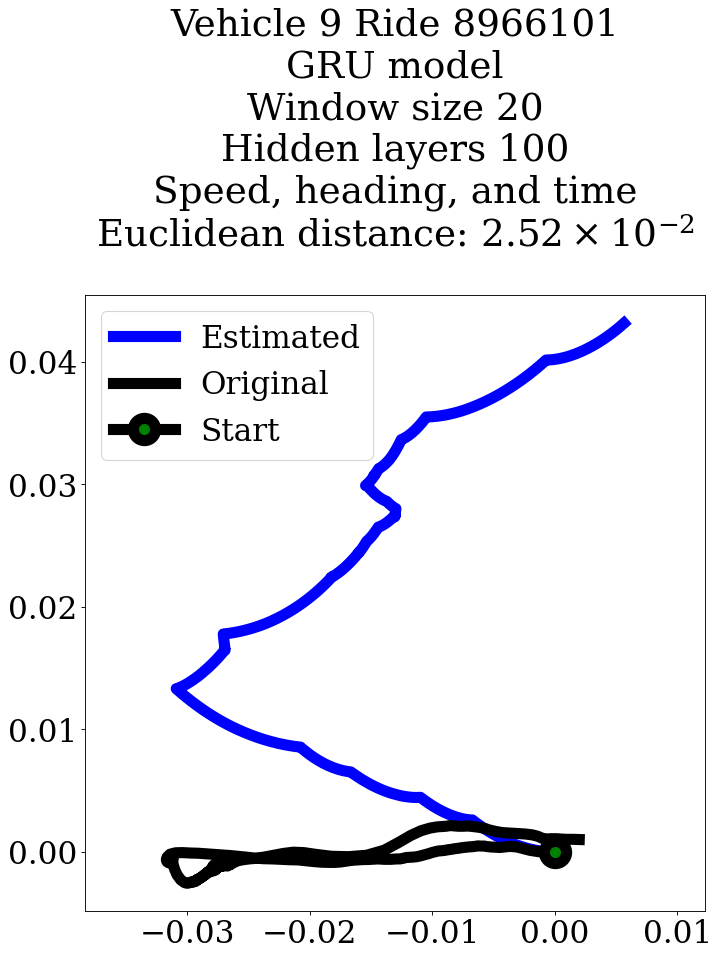 Vehicle 9 Ride 8966101
GRU model
Window size 20
Hidden layers 100
Speed, heading, and time
Euclidean distance: 2.52 × 10⁻²
Estimated
Original
Start
0.04
0.03
0.02
0.01
0.00
−0.03 −0.02 −0.01 0.00 0.01